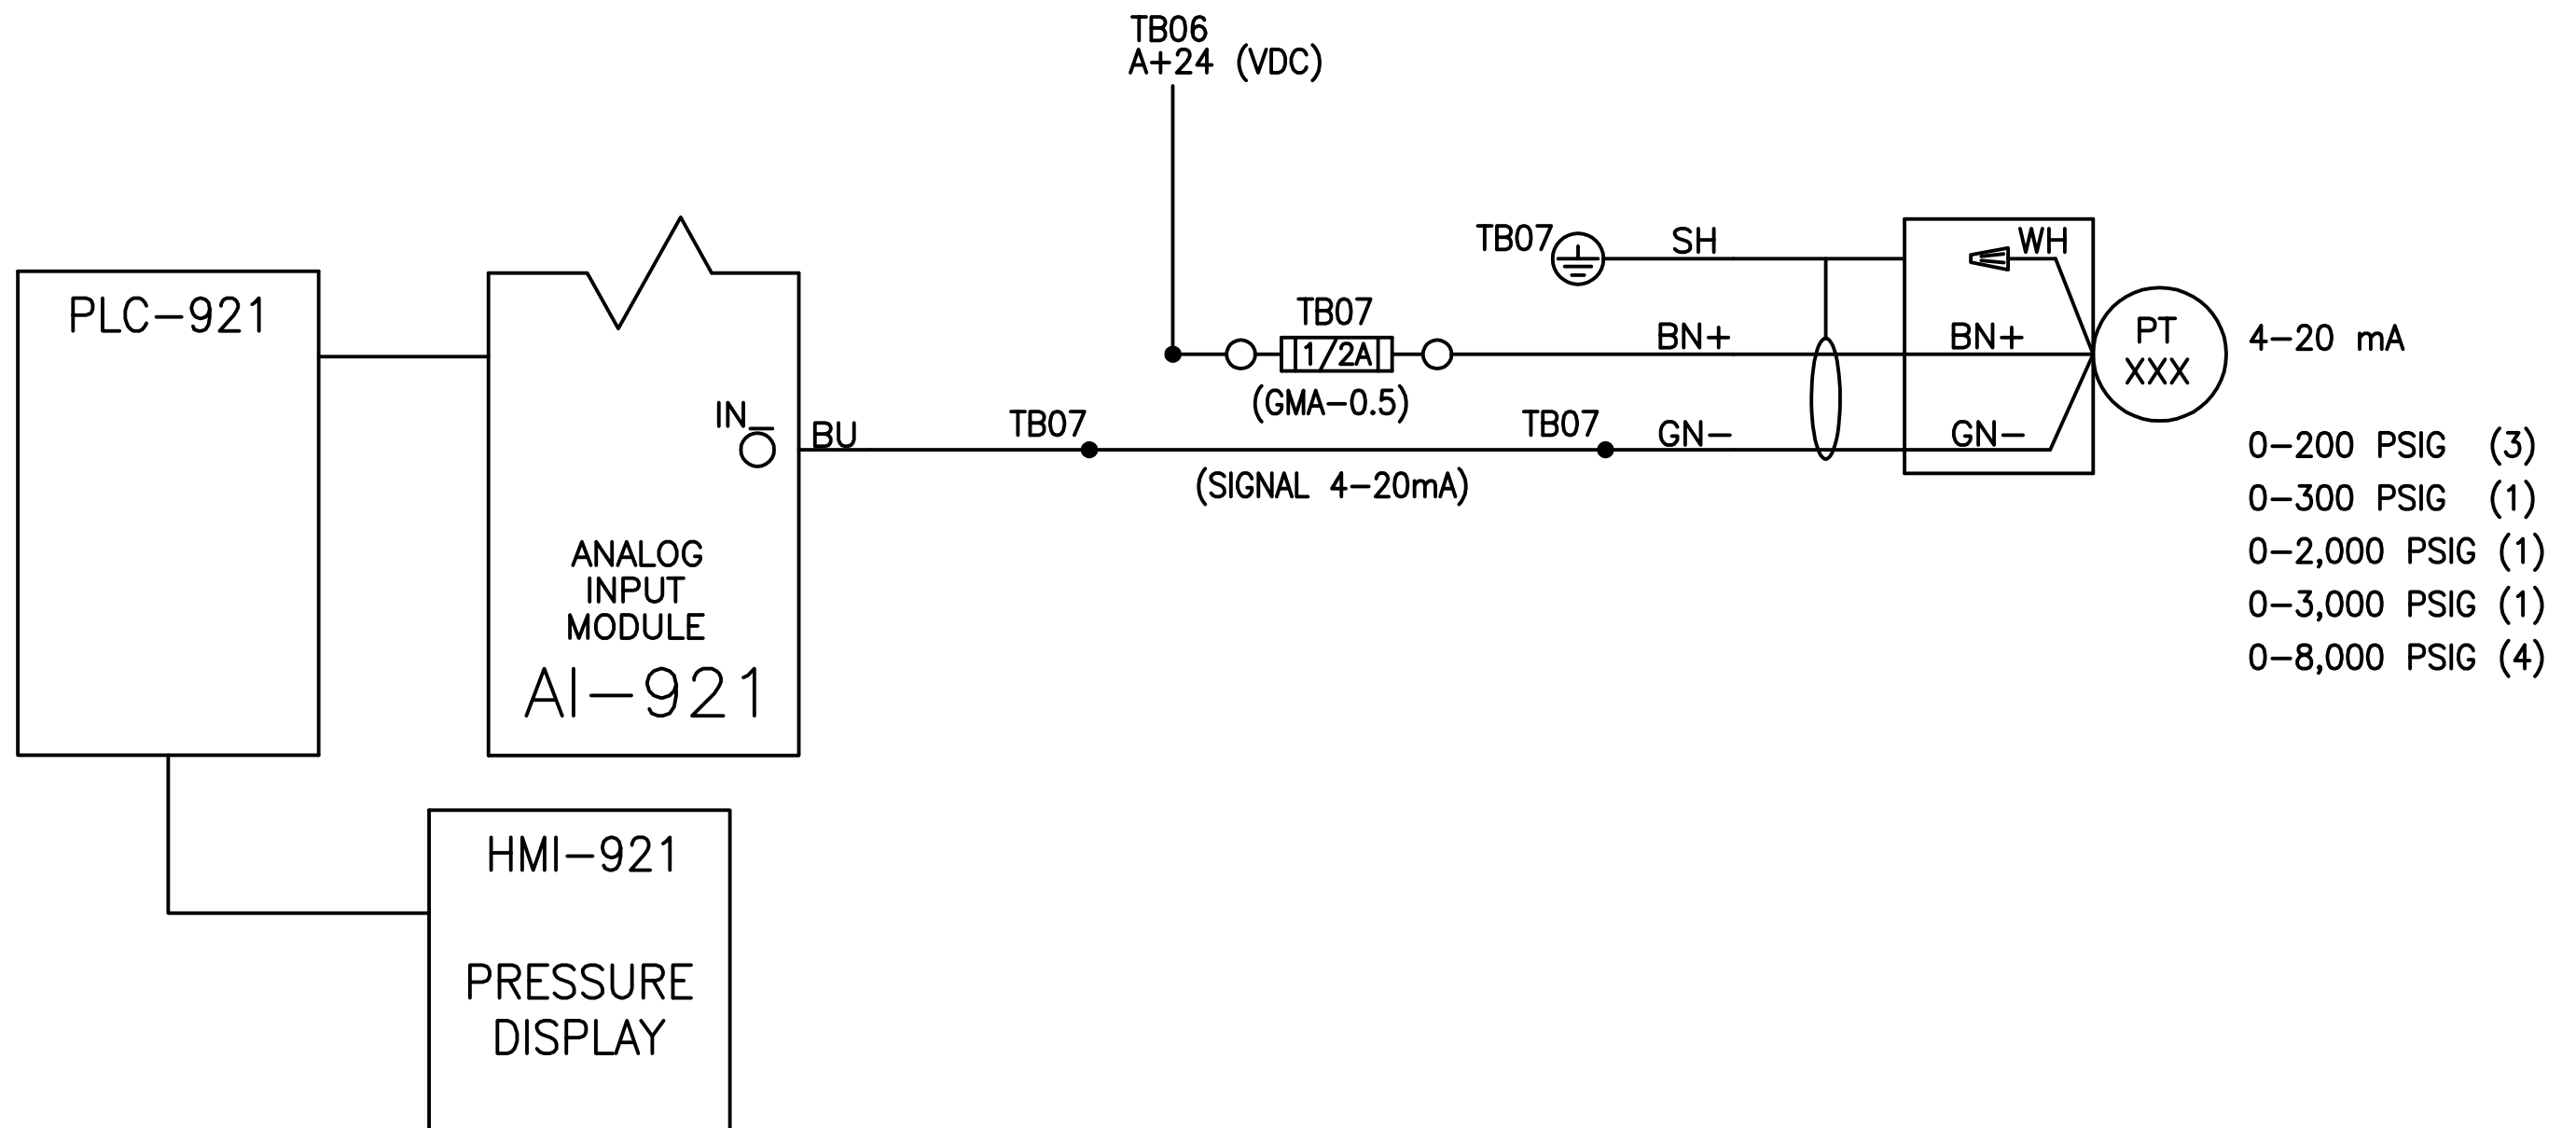 TB06
A+24 (VDC)
PLC-921
IN_
BU
TB07
ANALOG
INPUT
MODULE
AI-921
HMI-921
PRESSURE
DISPLAY
TB07
1/2A
(GMA-0.5)
TB07
(SIGNAL 4-20mA)
TB07
SH
BN+
GN-
WH
BN+
GN-
PT
XXX
4-20 mA
0-200 PSIG (3)
0-300 PSIG (1)
0-2,000 PSIG (1)
0-3,000 PSIG (1)
0-8,000 PSIG (4)